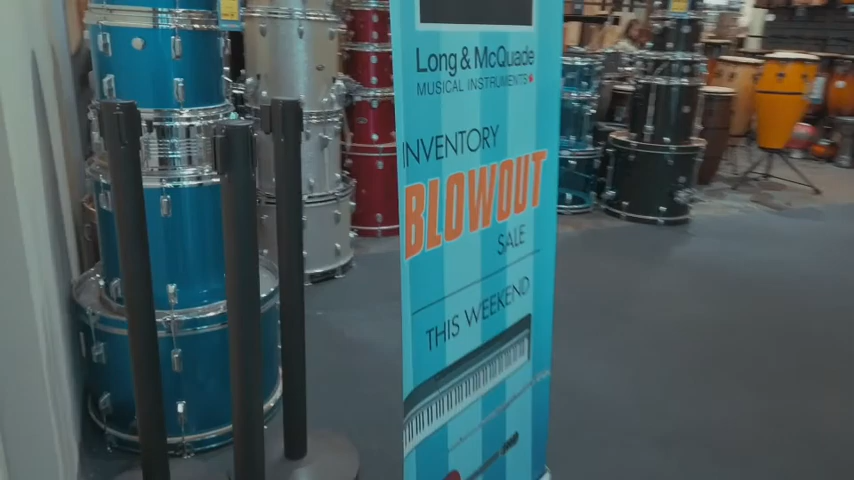 Long & McQuade
MUSICAL INSTRUMENTS
INVENTORY
BLOWOUT
SALE
THIS WEEKEND